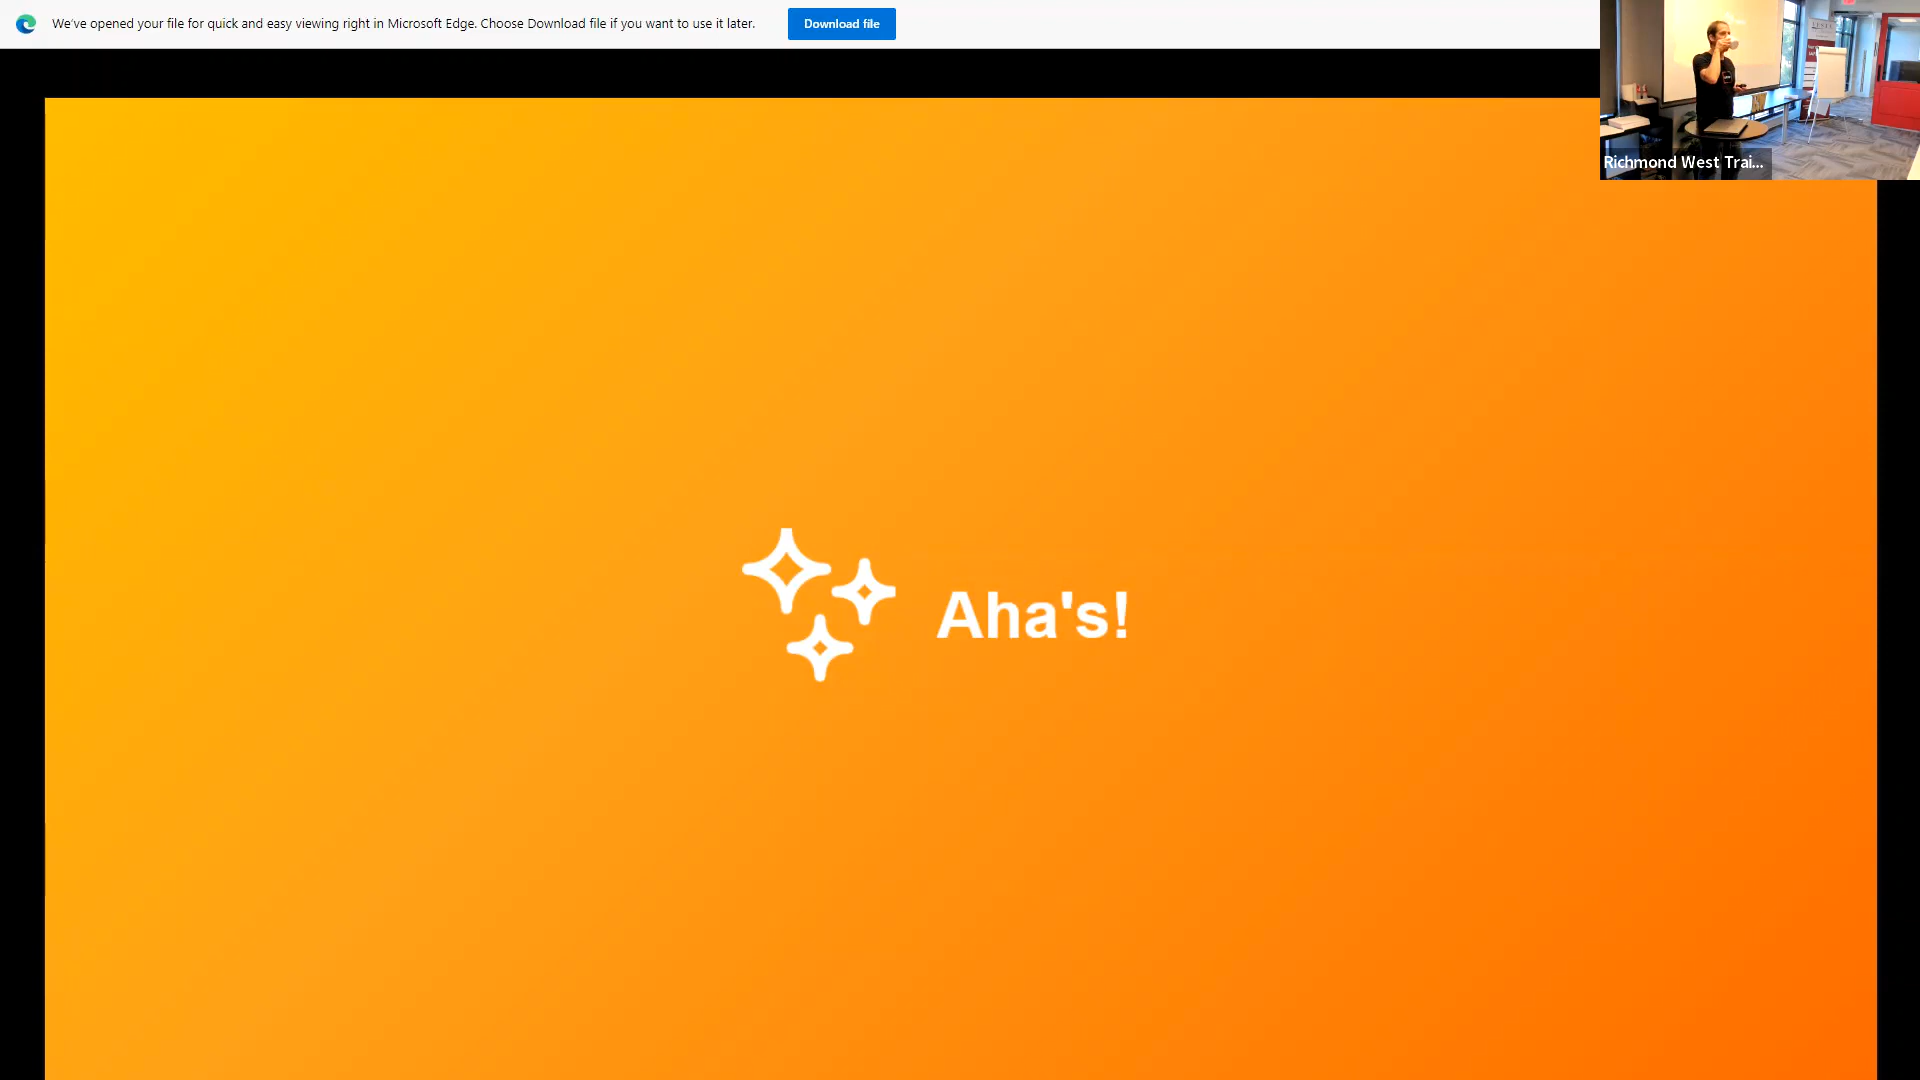 We've opened your file for quick and easy viewing right in Microsoft Edge. Choose Download file if you want to use it later.
Download file
Richmond West Trai...
Aha's!